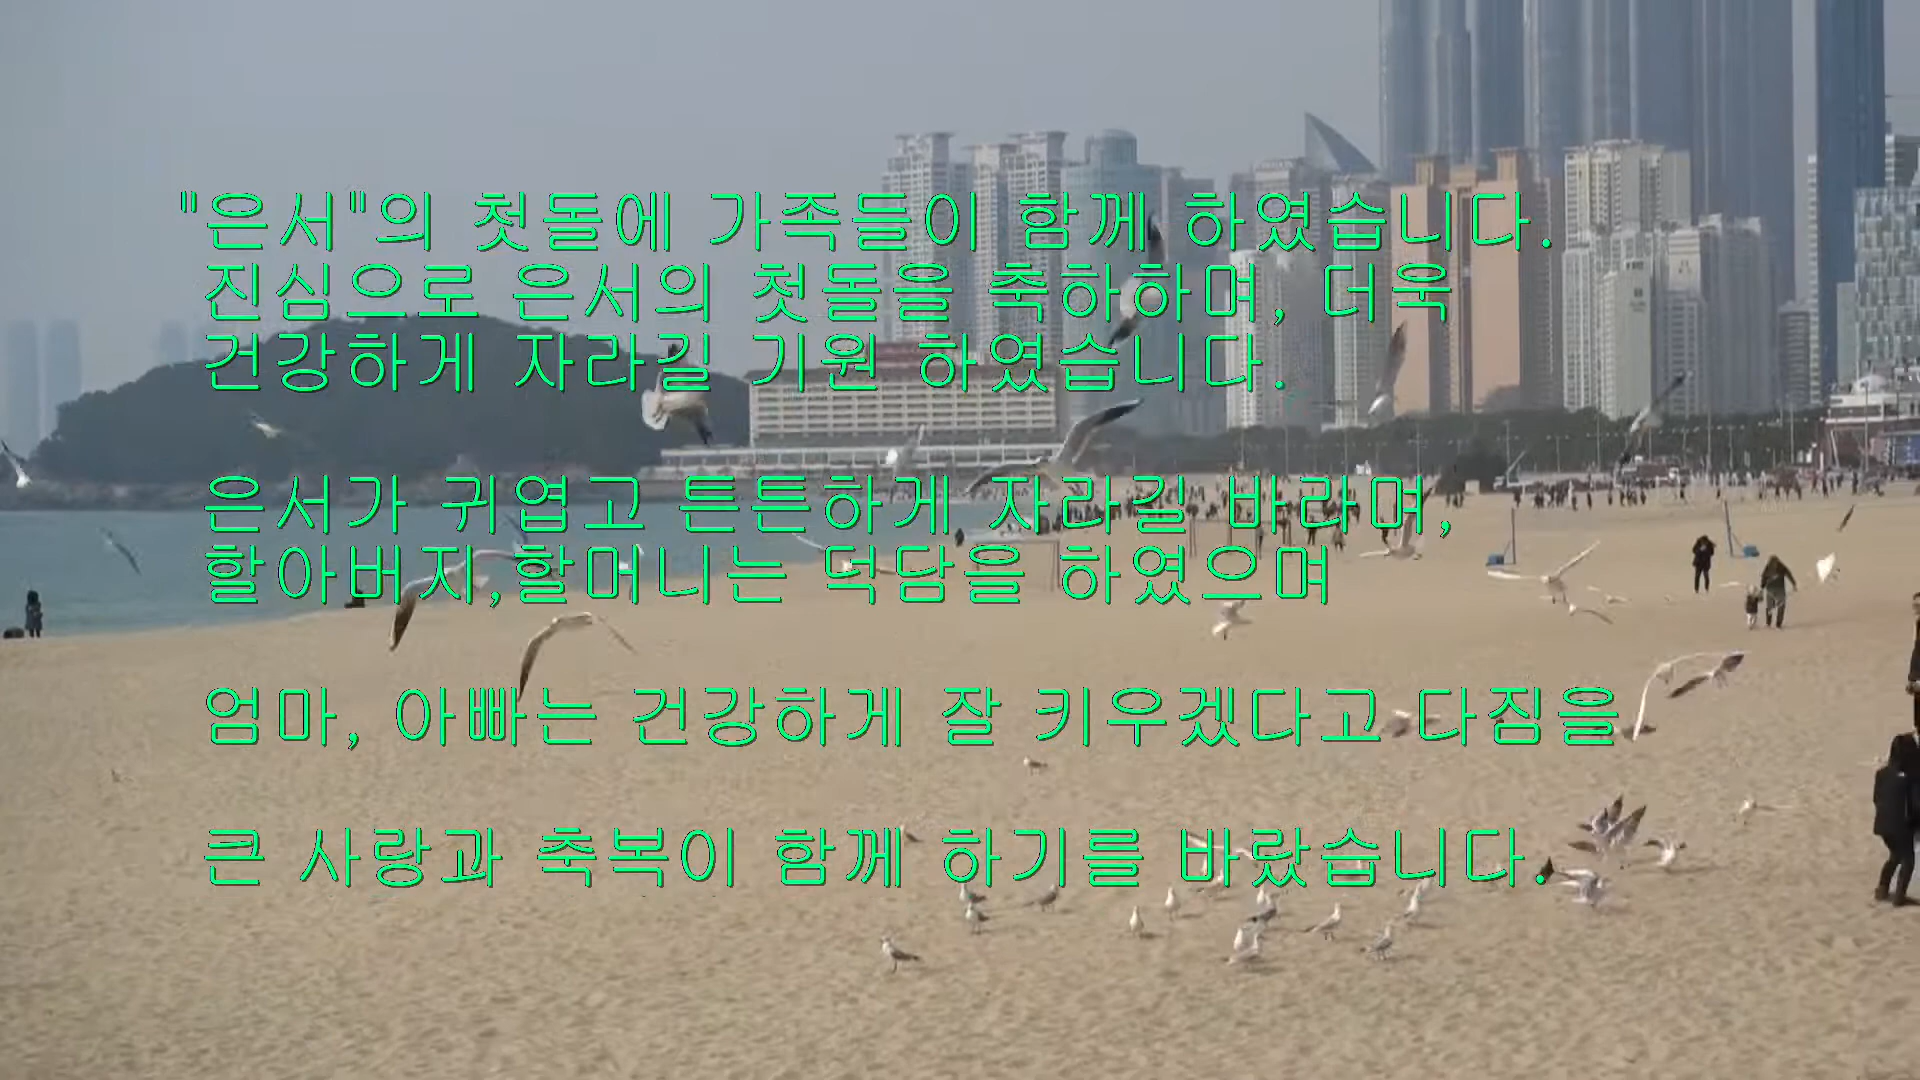 "은서"의 첫돌에 가족들이 함께 하였습니다.
진심으로 은서의 첫돌을 축하하며, 더욱
건강하게 자라길 기원 하였습니다.
은서가 귀엽고 튼튼하게 자라길 바라며,
할아버지,할머니는 덕담을 하였으며
엄마, 아빠는 건강하게 잘 키우겠다고 다짐을
큰 사랑과 축복이 함께 하기를 바랐습니다.